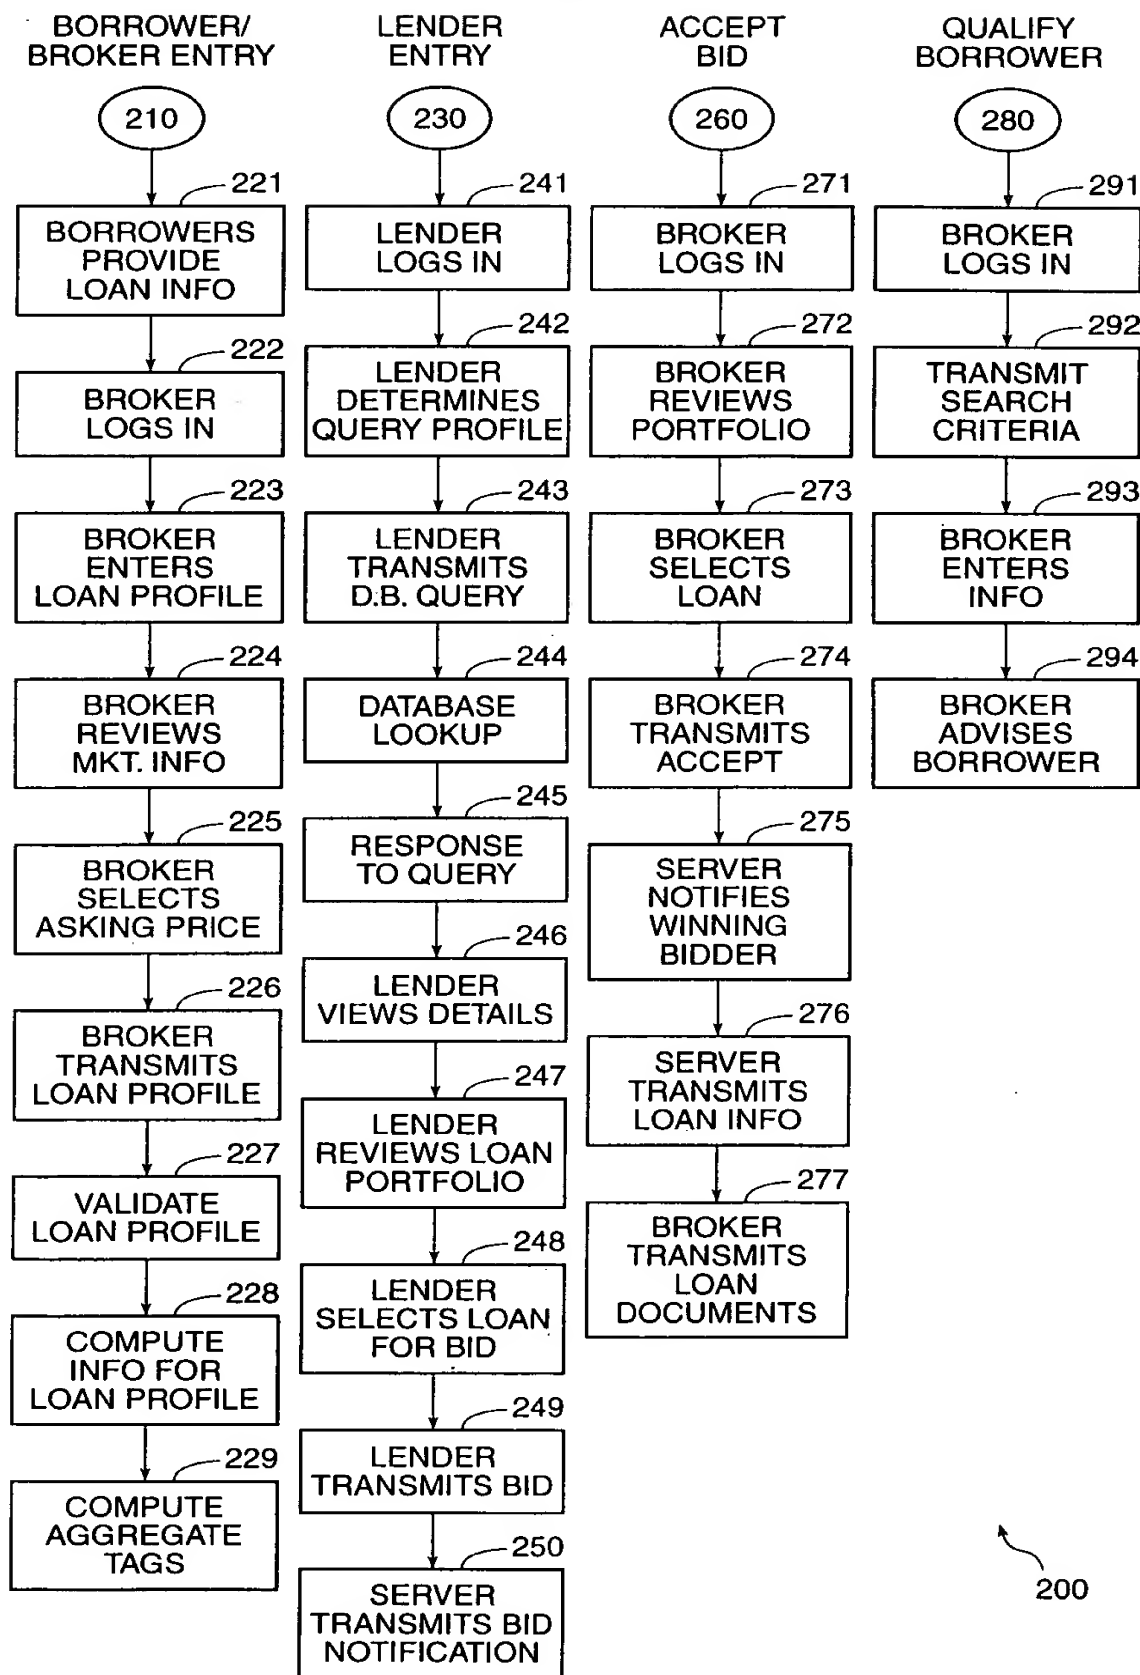 BORROWER/
BROKER ENTRY
210
221
BORROWERS
PROVIDE
LOAN INFO
222
BROKER
LOGS IN
223
BROKER
ENTERS
LOAN PROFILE
224
BROKER
REVIEWS
MKT. INFO
225
BROKER
SELECTS
ASKING PRICE
226
BROKER
TRANSMITS
LOAN PROFILE
227
VALIDATE
LOAN PROFILE
228
COMPUTE
INFO FOR
LOAN PROFILE
229
COMPUTE
AGGREGATE
TAGS
LENDER
ENTRY
230
241
LENDER
LOGS IN
242
LENDER
DETERMINES
QUERY PROFILE
243
LENDER
TRANSMITS
D.B. QUERY
244
DATABASE
LOOKUP
245
RESPONSE
TO QUERY
246
LENDER
VIEWS DETAILS
247
LENDER
REVIEWS LOAN
PORTFOLIO
248
LENDER
SELECTS LOAN
FOR BID
249
LENDER
TRANSMITS BID
250
SERVER
TRANSMITS BID
NOTIFICATION
ACCEPT
BID
260
271
BROKER
LOGS IN
272
BROKER
REVIEWS
PORTFOLIO
273
BROKER
SELECTS
LOAN
274
BROKER
TRANSMITS
ACCEPT
275
SERVER
NOTIFIES
WINNING
BIDDER
276
SERVER
TRANSMITS
LOAN INFO
277
BROKER
TRANSMITS
LOAN
DOCUMENTS
QUALIFY
BORROWER
280
291
BROKER
LOGS IN
292
TRANSMIT
SEARCH
CRITERIA
293
BROKER
ENTERS
INFO
294
BROKER
ADVISES
BORROWER
200